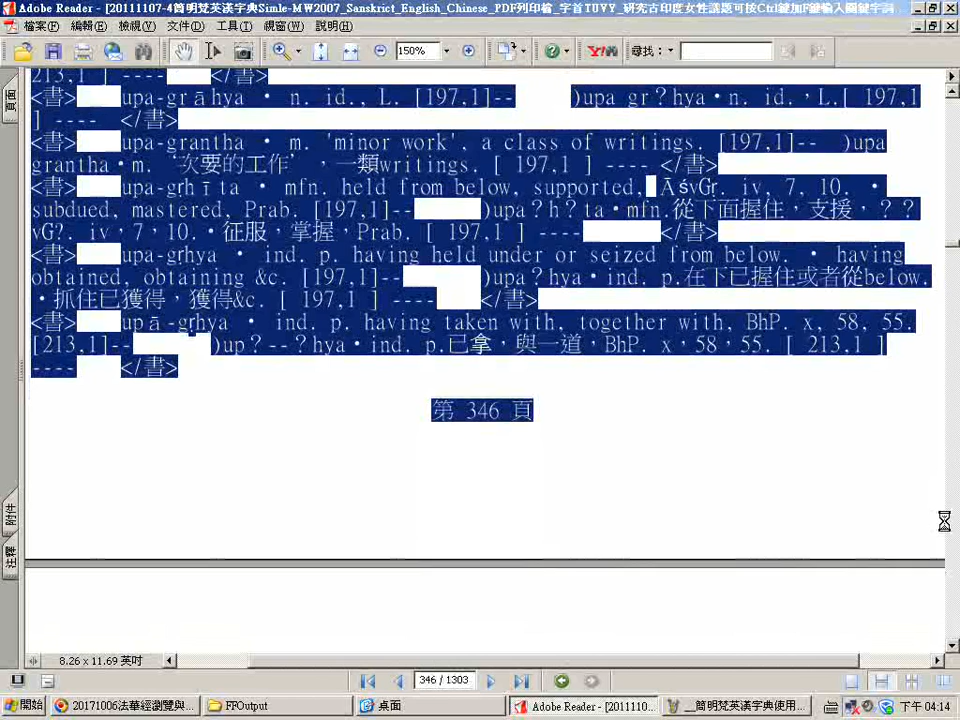 Adobe Reader - [20111107-4簡明梵英漢字典Simle-MW2007_Sanskrict_English_Chinese_PDF列印檔_字首TUVY_研究古印度女性議題可按Ctrl鍵加F鍵輸入關鍵字詞
檔案(F) 編輯(E) 檢視(V) 文件(D) 工具(T) 視窗(W) 說明(H)
150% Y! 尋找:
頁面
213,1 ] ---- </書>
<書> upa-grāhya • n. id., L. [197,1]-- )upa gr?hya•n. id.，L.[ 197,1
] ---- </書>
<書> upa-grantha • m. 'minor work', a class of writings. [197,1]-- )upa
grantha•m. ‘次要的工作’，一類writings. [ 197,1 ] ---- </書>
<書> upa-gṛhīta • mfn. held from below, supported, ĀśvGṛ. iv, 7, 10. •
subdued, mastered, Prab. [197,1]-- )upa?h?ta•mfn.從下面握住，支援，??
vG?. iv，7，10.•征服，掌握，Prab. [ 197,1 ] ---- </書>
<書> upa-gṛhya • ind. p. having held under or seized from below. • having
obtained, obtaining &c. [197,1]-- )upa?hya•ind. p.在下已握住或者從below.
•抓住已獲得，獲得&c. [ 197,1 ] ---- </書>
<書> upā-gṛhya • ind. p. having taken with, together with, BhP. x, 58, 55.
[213,1]-- )up?--?hya•ind. p.已拿，與一道，BhP. x，58，55. [ 213,1 ]
---- </書>
第 346 頁
附件
注釋
8.26 x 11.69 英吋
346 / 1303
開始 20171006法華經瀏覽與... FFOutput 桌面 Adobe Reader - [2011110... __簡明梵英漢字典使用... 下午 04:14